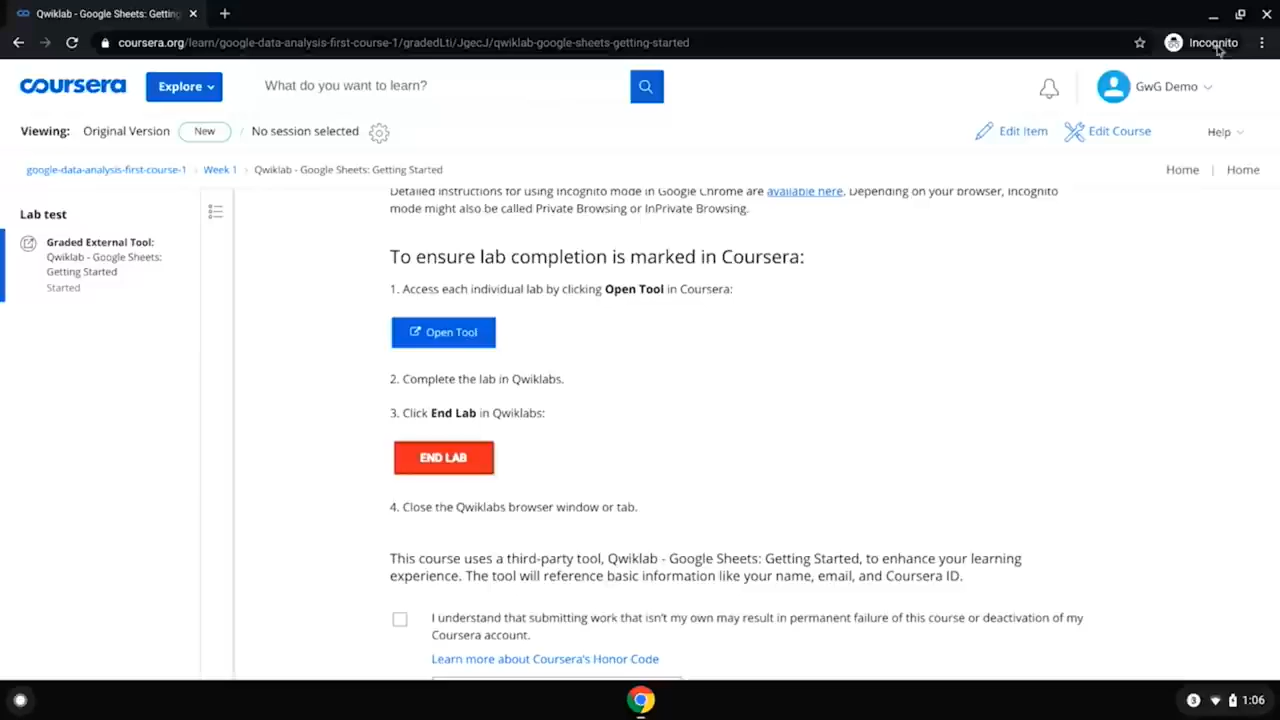 Qwiklab - Google Sheets: Getting
coursera.org/learn/google-data-analysis-first-course-1/gradedLti/JgecJ/qwiklab-google-sheets-getting-started
Incognito
coursera
Explore
What do you want to learn?
GwG Demo
Viewing: Original Version New / No session selected
Edit Item
Edit Course
Help
google-data-analysis-first-course-1 › Week 1 › Qwiklab - Google Sheets: Getting Started
Home | Home
Lab test
Graded External Tool:
Qwiklab - Google Sheets:
Getting Started
Started
Detailed instructions for using Incognito mode in Google Chrome are available here. Depending on your browser, Incognito
mode might also be called Private Browsing or InPrivate Browsing.
To ensure lab completion is marked in Coursera:
1. Access each individual lab by clicking Open Tool in Coursera:
Open Tool
2. Complete the lab in Qwiklabs.
3. Click End Lab in Qwiklabs:
END LAB
4. Close the Qwiklabs browser window or tab.
This course uses a third-party tool, Qwiklab - Google Sheets: Getting Started, to enhance your learning
experience. The tool will reference basic information like your name, email, and Coursera ID.
I understand that submitting work that isn't my own may result in permanent failure of this course or deactivation of my
Coursera account.
Learn more about Coursera's Honor Code
3
1:06